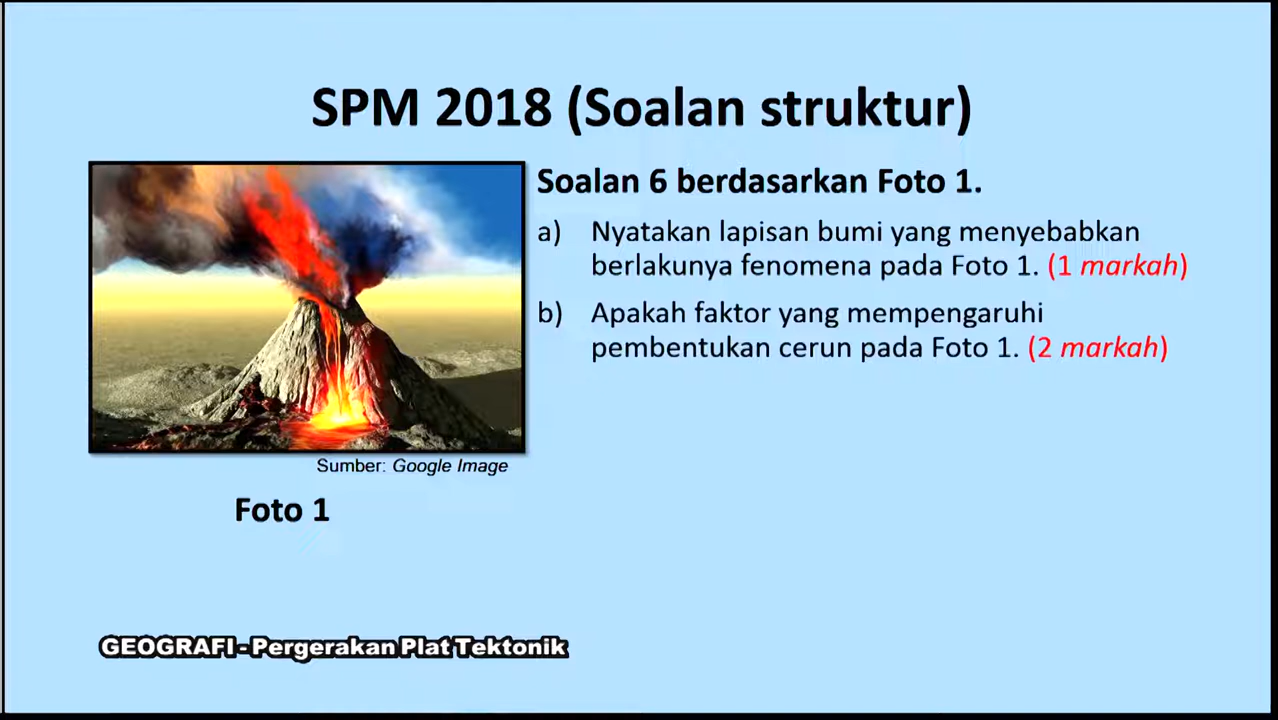 SPM 2018 (Soalan struktur)
Soalan 6 berdasarkan Foto 1.
a) Nyatakan lapisan bumi yang menyebabkan
berlakunya fenomena pada Foto 1. (1 markah)
b) Apakah faktor yang mempengaruhi
pembentukan cerun pada Foto 1. (2 markah)
Sumber: Google Image
Foto 1
GEOGRAFI - Pergerakan Plat Tektonik